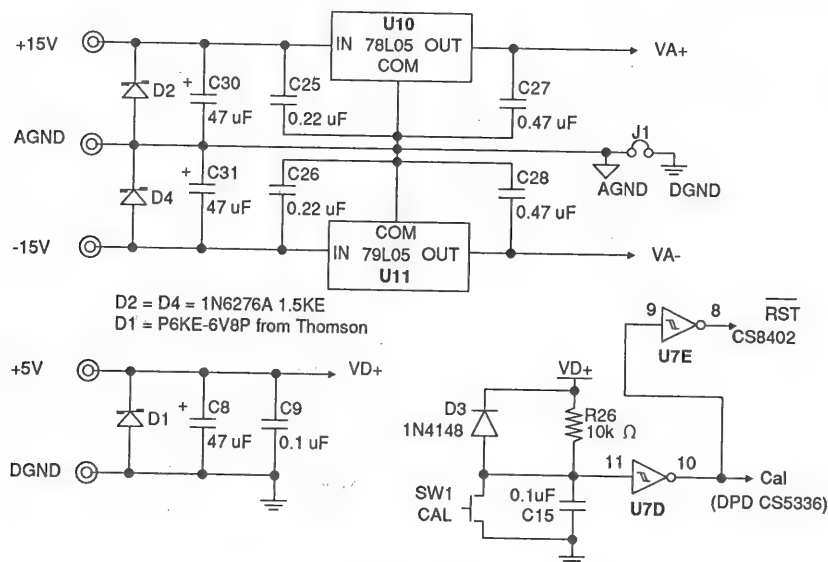 U10
+15V
IN 78L05 OUT
COM
VA+
D2
+ C30
47 uF
C25
0.22 uF
C27
0.47 uF
AGND
J1
AGND
DGND
D4
+ C31
47 uF
C26
0.22 uF
C28
0.47 uF
COM
-15V
IN 79L05 OUT
U11
VA-
D2 = D4 = 1N6276A 1.5KE
D1 = P6KE-6V8P from Thomson
9
8
RST
CS8402
U7E
+5V
VD+
D1
+ C8
47 uF
C9
0.1 uF
DGND
VD+
D3
1N4148
R26
10k Ω
SW1
CAL
0.1uF
C15
11
10
U7D
Cal
(DPD CS5336)